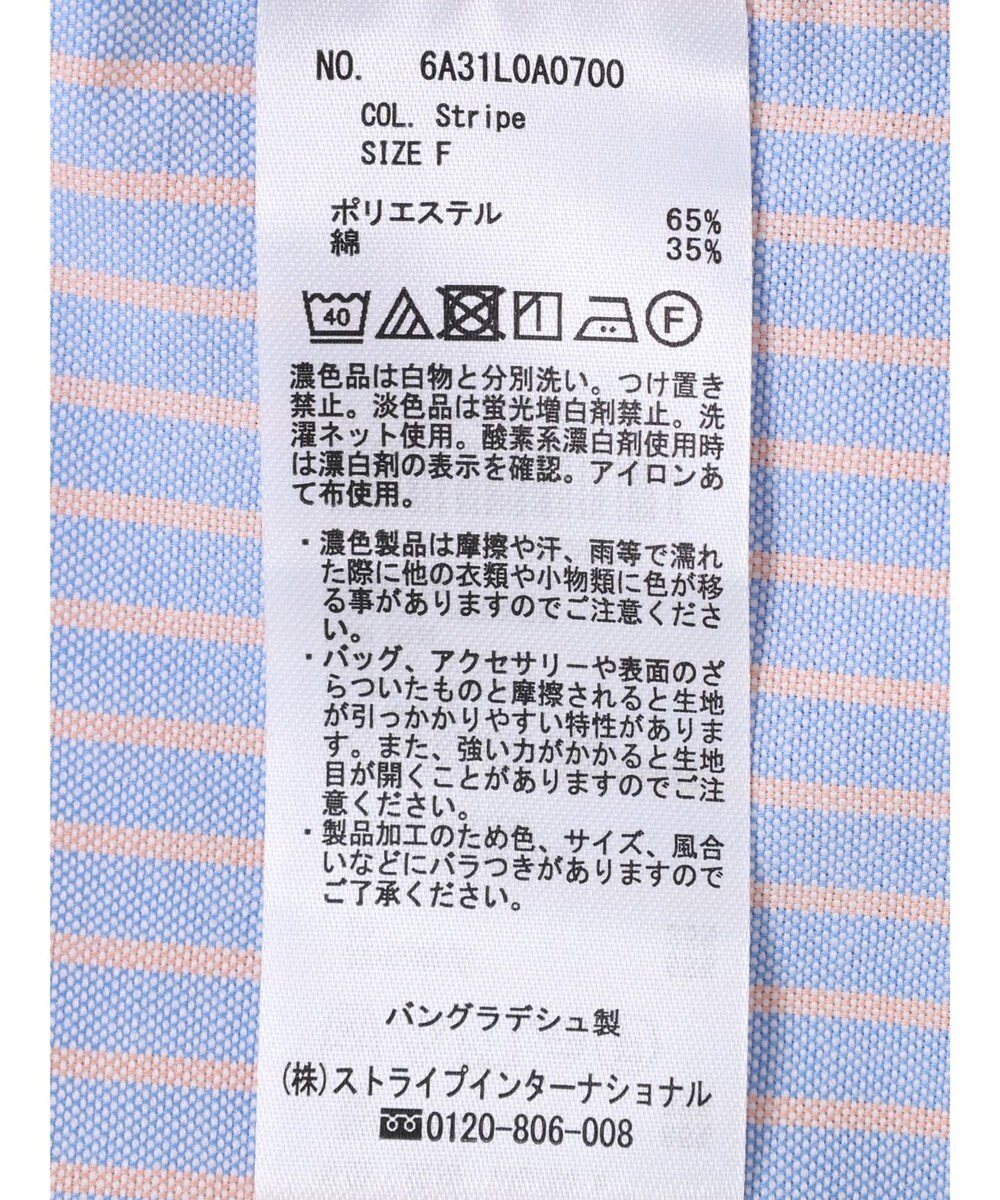 NO. 6A31L0A0700
COL. Stripe
SIZE F
ポリエステル 65%
綿 35%
40 F
濃色品は白物と分別洗い。つけ置き
禁止。淡色品は蛍光増白剤禁止。洗
濯ネット使用。酸素系漂白剤使用時
は漂白剤の表示を確認。アイロンあ
て布使用。
・濃色製品は摩擦や汗、雨等で濡れ
た際に他の衣類や小物類に色が移
る事がありますのでご注意くださ
い。
・バッグ、アクセサリーや表面のざ
らついたものと摩擦されると生地
が引っかかりやすい特性がありま
す。また、強い力がかかると生地
目が開くことがありますのでご注
意ください。
・製品加工のため色、サイズ、風合
いなどにバラつきがありますので
ご了承ください。
バングラデシュ製
(株)ストライプインターナショナル
0120-806-008